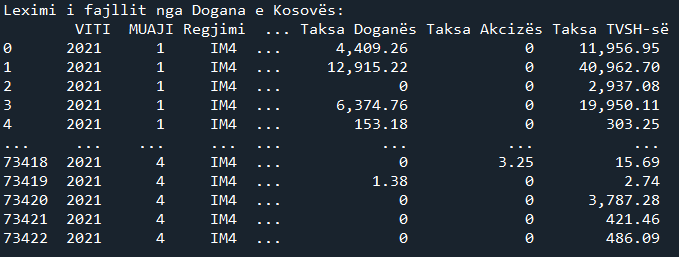 Leximi i fajllit nga Dogana e Kosovës:
VITI MUAJI Regjimi ... Taksa Doganës Taksa Akcizës Taksa TVSH-së
0 2021 1 IM4 ... 4,409.26 0 11,956.95
1 2021 1 IM4 ... 12,915.22 0 40,962.70
2 2021 1 IM4 ... 0 0 2,937.08
3 2021 1 IM4 ... 6,374.76 0 19,950.11
4 2021 1 IM4 ... 153.18 0 303.25
... ... ... ... ... ... ... ...
73418 2021 4 IM4 ... 0 3.25 15.69
73419 2021 4 IM4 ... 1.38 0 2.74
73420 2021 4 IM4 ... 0 0 3,787.28
73421 2021 4 IM4 ... 0 0 421.46
73422 2021 4 IM4 ... 0 0 486.09